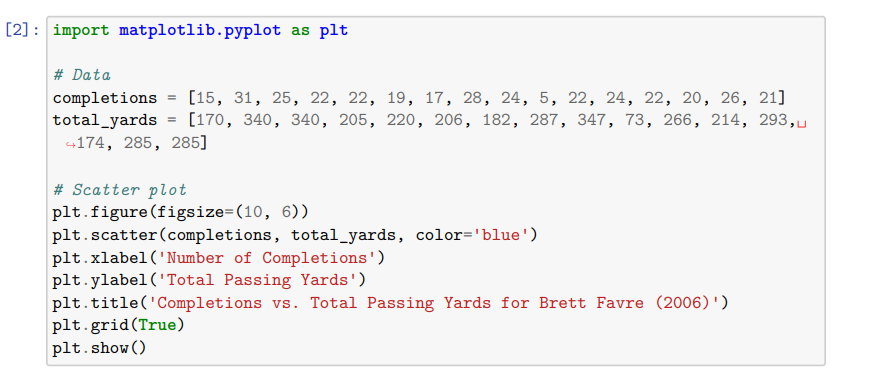 [2]: import matplotlib.pyplot as plt
# Data
completions = [15, 31, 25, 22, 22, 19, 17, 28, 24, 5, 22, 24, 22, 20, 26, 21]
total_yards = [170, 340, 340, 205, 220, 206, 182, 287, 347, 73, 266, 214, 293,␣
↪174, 285, 285]
# Scatter plot
plt.figure(figsize=(10, 6))
plt.scatter(completions, total_yards, color='blue')
plt.xlabel('Number of Completions')
plt.ylabel('Total Passing Yards')
plt.title('Completions vs. Total Passing Yards for Brett Favre (2006)')
plt.grid(True)
plt.show()